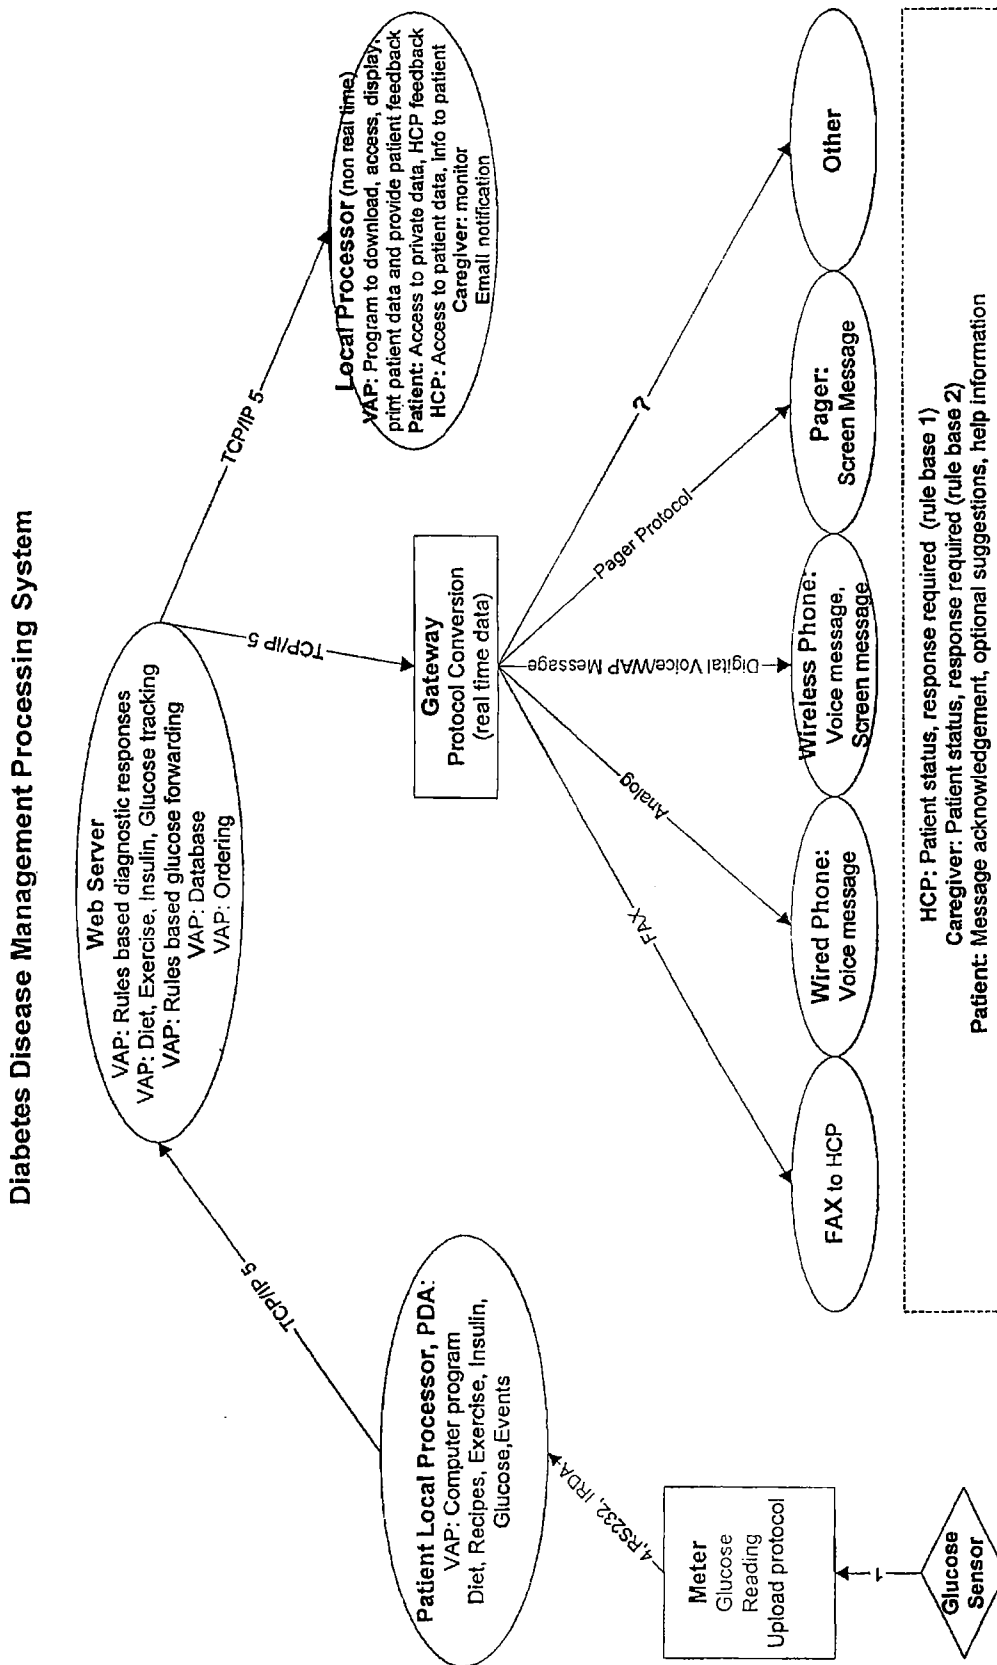 Diabetes Disease Management Processing System
Web Server
VAP: Rules based diagnostic responses
VAP: Diet, Exercise, Insulin, Glucose tracking
VAP: Rules based glucose forwarding
VAP: Database
VAP: Ordering
TCP/IP 5
TCP/IP 5
TCP/IP 5
Patient Local Processor, PDA:
VAP: Computer program
Diet, Recipes, Exercise, Insulin,
Glucose,Events
Gateway
Protocol Conversion
(real time data)
Local Processor (non real time)
VAP: Program to download, access, display,
print patient data and provide patient feedback
Patient: Access to private data, HCP feedback
HCP: Access to patient data, Info to patient
Caregiver: monitor
Email notification
4,RS232, IRDA
Meter
Glucose
Reading
Upload protocol
1
Glucose
Sensor
FAX
Analog
Digital Voice/WAP Message
Pager Protocol
?
FAX to HCP
Wired Phone:
Voice message
Wireless Phone:
Voice message,
Screen message
Pager:
Screen Message
Other
HCP: Patient status, response required (rule base 1)
Caregiver: Patient status, response required (rule base 2)
Patient: Message acknowledgement, optional suggestions, help information